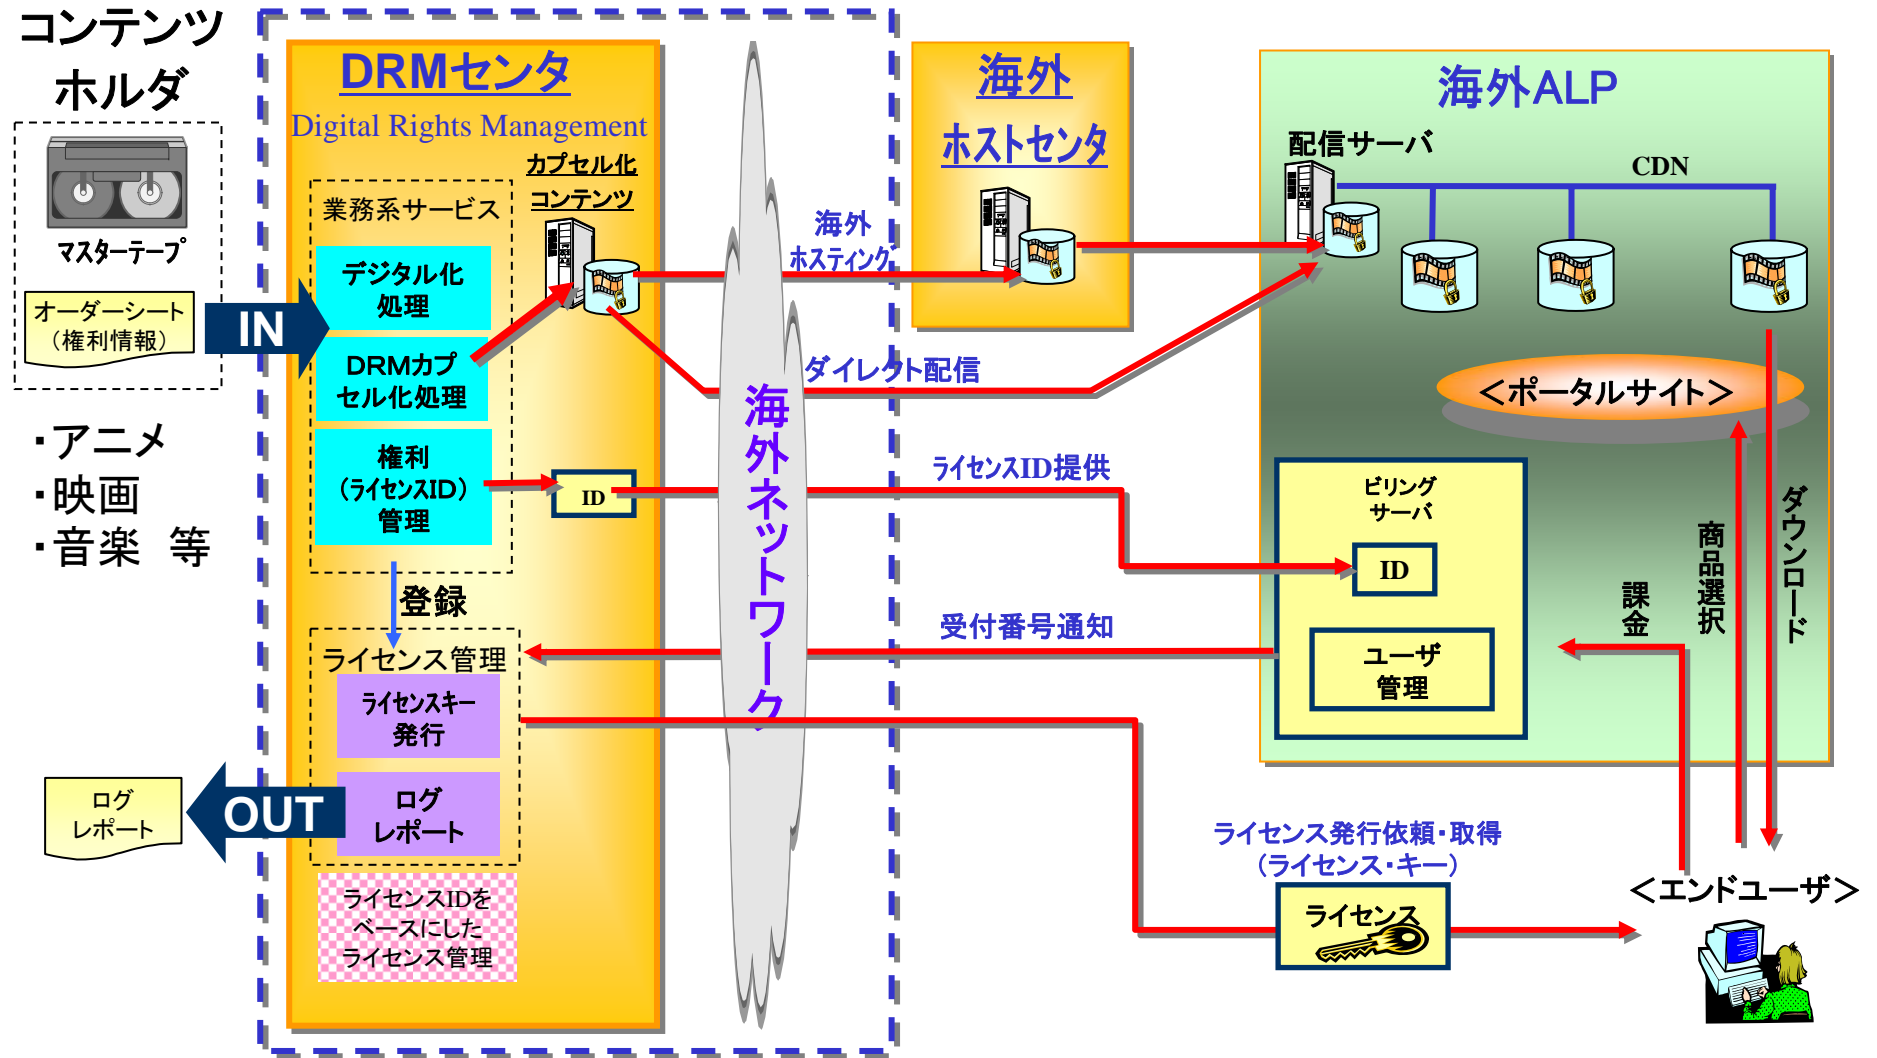 コンテンツ
ホルダ
マスターテープ
オーダーシート
（権利情報）
・アニメ
・映画
・音楽　等
IN
OUT
ログ
レポート
DRMセンタ
Digital Rights Management
カプセル化
コンテンツ
業務系サービス
デジタル化
処理
DRMカプ
セル化処理
権利
（ライセンスID）
管理
ID
登録
ライセンス管理
ライセンスキー
発行
ログ
レポート
ライセンスIDを
ベースにした
ライセンス管理
海外ネットワーク
海外
ホスティング
ダイレクト配信
ライセンスID提供
受付番号通知
海外
ホストセンタ
海外ALP
配信サーバ
CDN
＜ポータルサイト＞
ビリング
サーバ
ID
ユーザ
管理
課金
商品選択
ダウンロード
ライセンス発行依頼・取得
（ライセンス・キー）
ライセンス
＜エンドユーザ＞